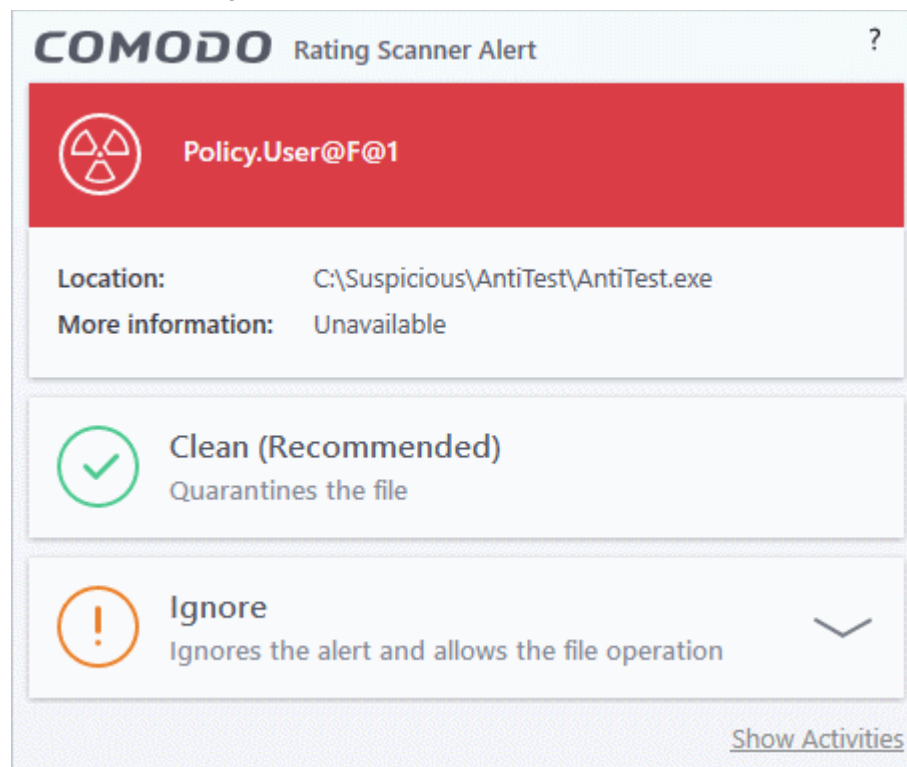 COMODO Rating Scanner Alert ?
Policy.User@F@1
Location: C:\Suspicious\AntiTest\AntiTest.exe
More information: Unavailable
Clean (Recommended)
Quarantines the file
!
Ignore
Ignores the alert and allows the file operation
Show Activities